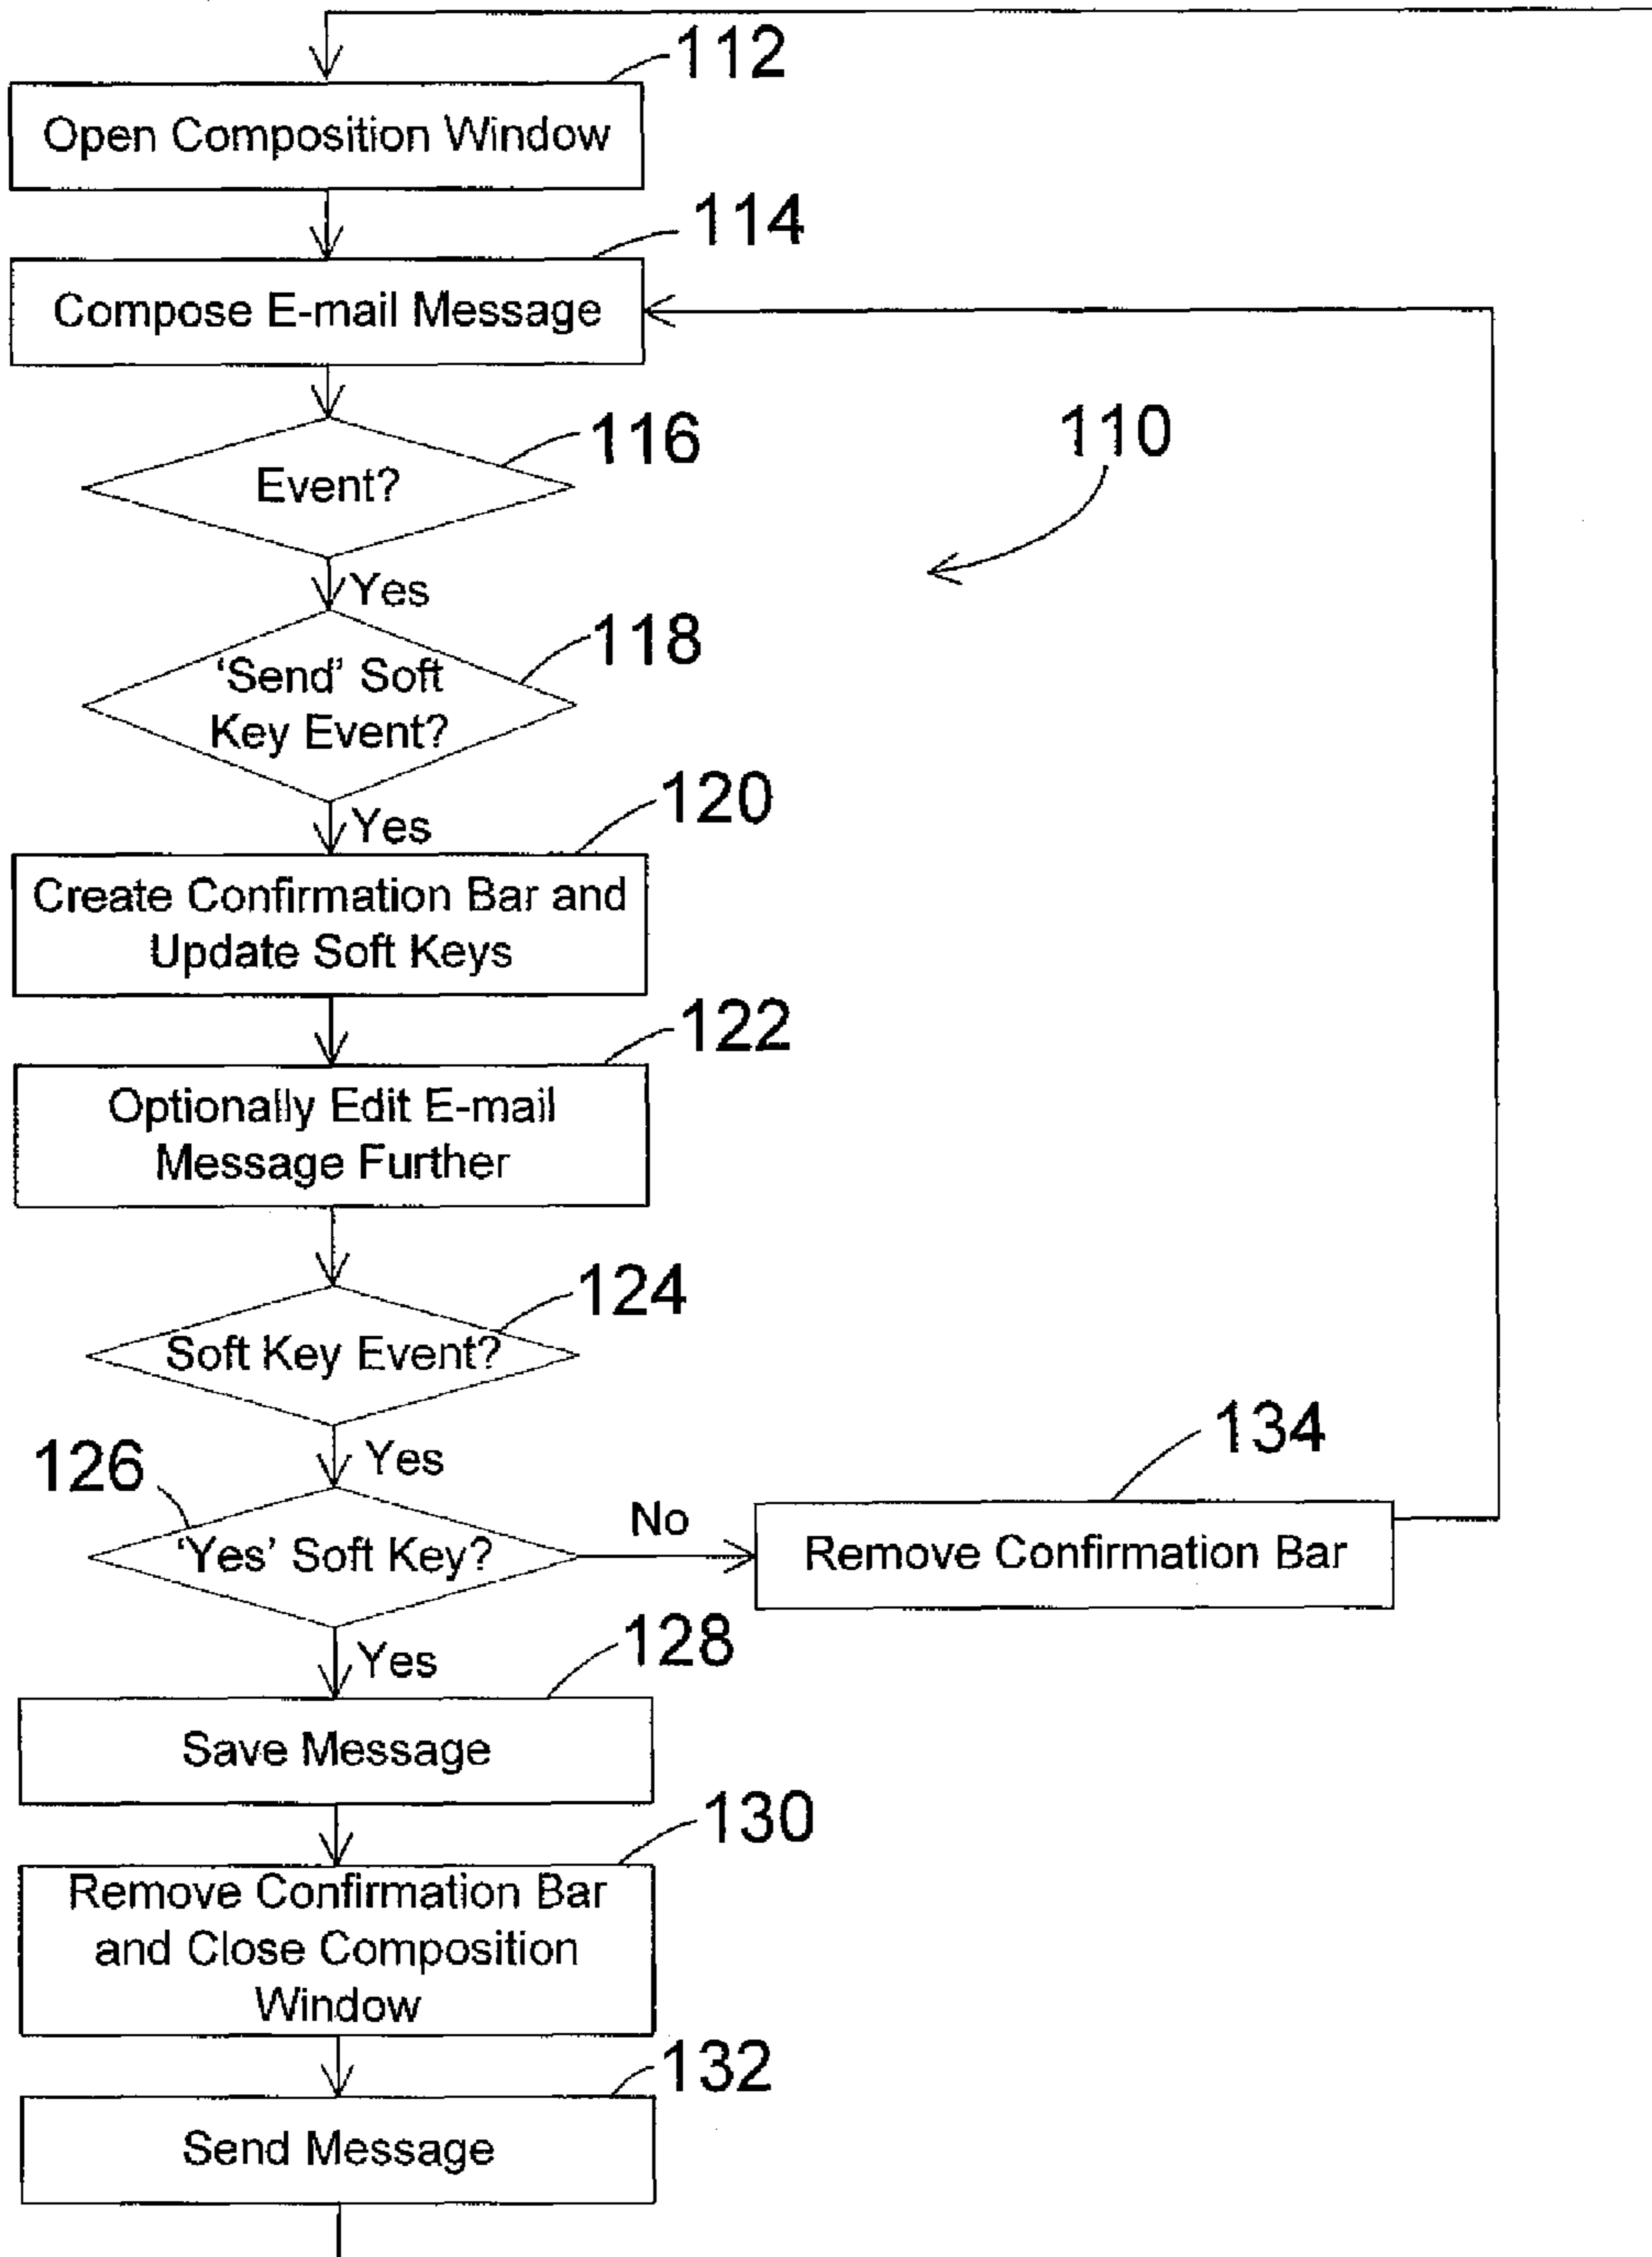 112
Open Composition Window
114
Compose E-mail Message
116
110
Event?
Yes
118
‘Send’ Soft
Key Event?
Yes
120
Create Confirmation Bar and
Update Soft Keys
122
Optionally Edit E-mail
Message Further
124
Soft Key Event?
Yes
126
134
‘Yes’ Soft Key?
No
Remove Confirmation Bar
Yes
128
Save Message
130
Remove Confirmation Bar
and Close Composition
Window
132
Send Message